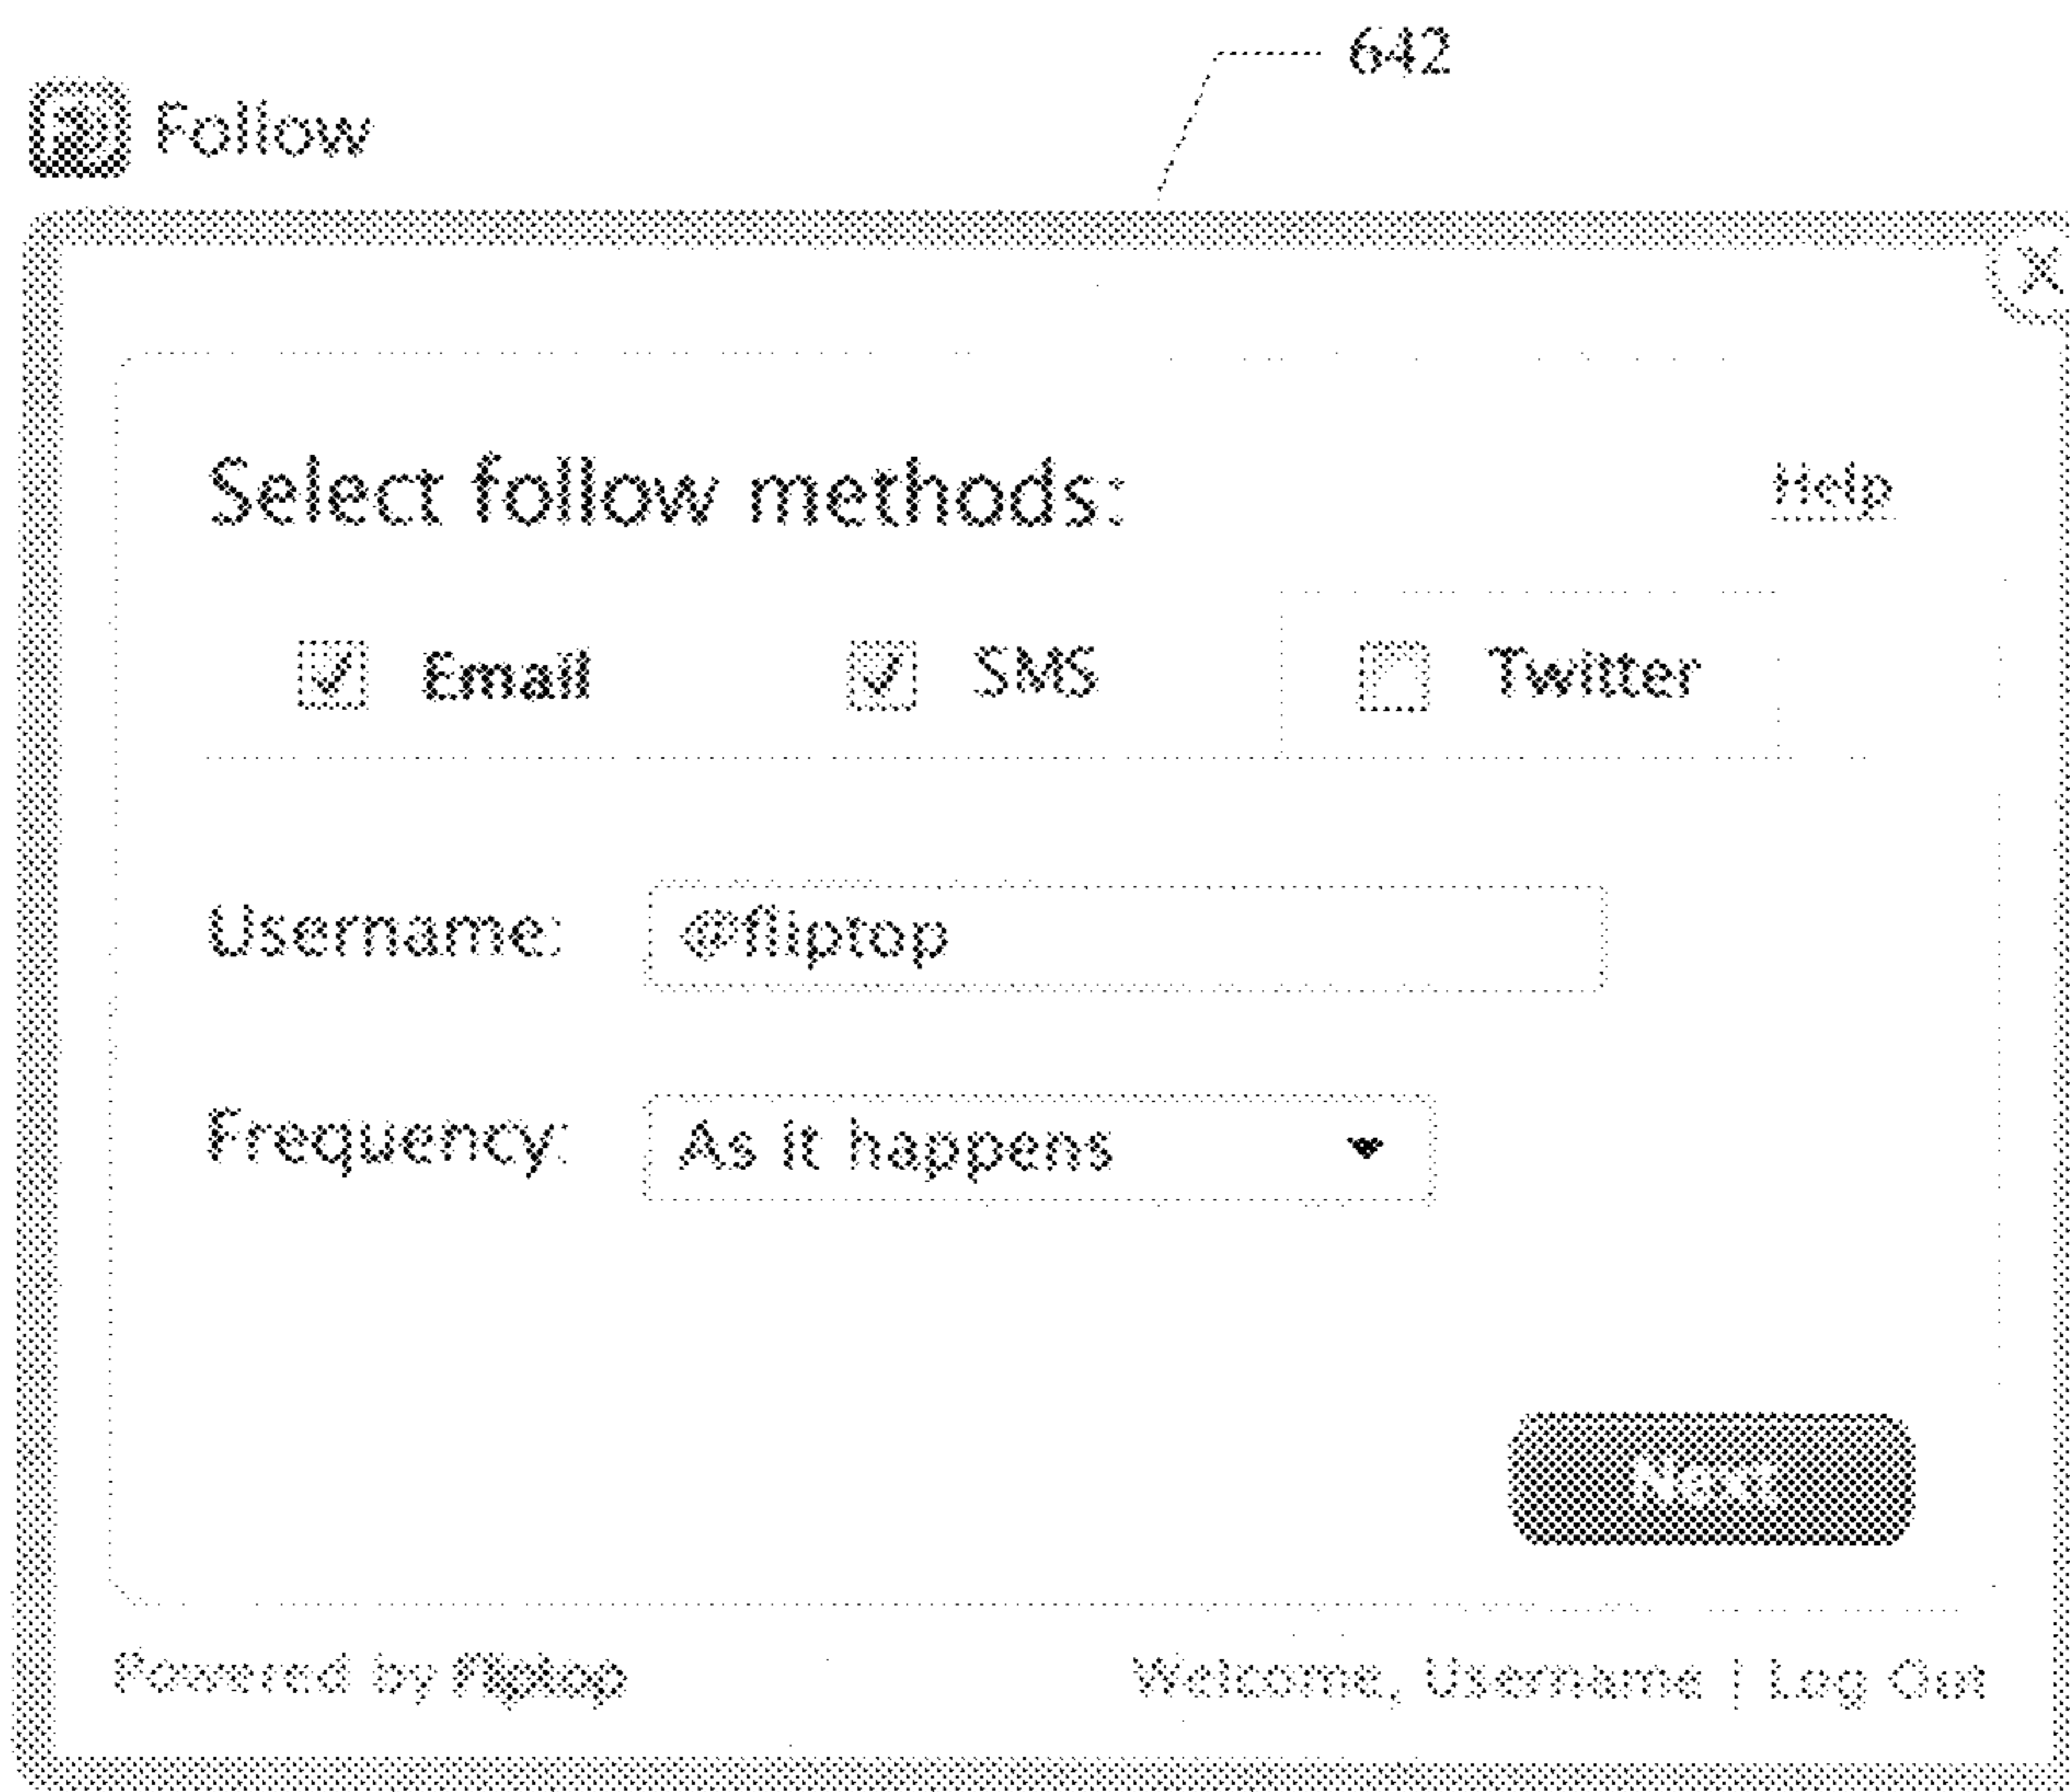 642
Follow
X
Select follow methods: Help
Email SMS Twitter
Username: @fliptop
Frequency: As it happens
Next
Powered by fliptop Welcome, Username | Log Out